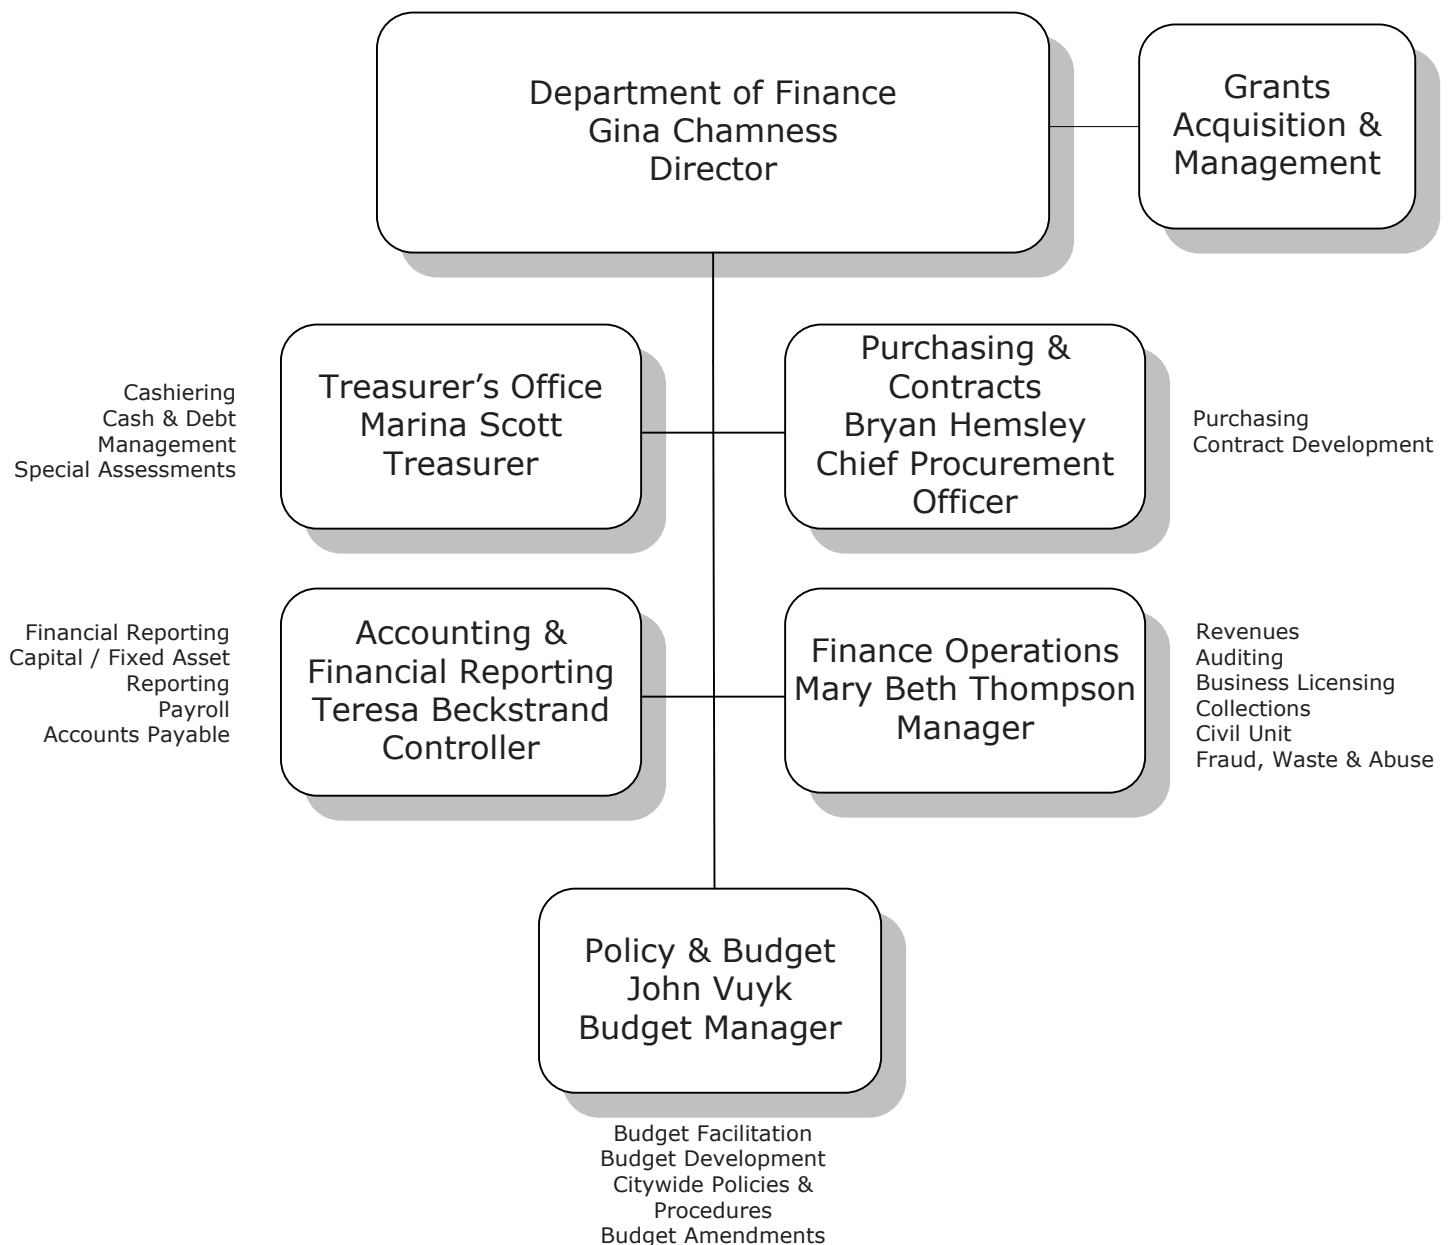 Department of Finance
Gina Chamness
Director
Grants
Acquisition &
Management
Cashiering
Cash & Debt
Management
Special Assessments
Treasurer’s Office
Marina Scott
Treasurer
Purchasing &
Contracts
Bryan Hemsley
Chief Procurement
Officer
Purchasing
Contract Development
Financial Reporting
Capital / Fixed Asset
Reporting
Payroll
Accounts Payable
Accounting &
Financial Reporting
Teresa Beckstrand
Controller
Finance Operations
Mary Beth Thompson
Manager
Revenues
Auditing
Business Licensing
Collections
Civil Unit
Fraud, Waste & Abuse
Policy & Budget
John Vuyk
Budget Manager
Budget Facilitation
Budget Development
Citywide Policies &
Procedures
Budget Amendments